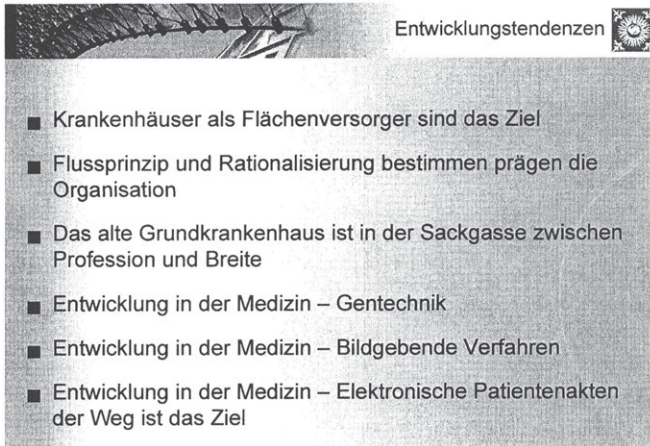 Entwicklungstendenzen
Krankenhäuser als Flächenversorger sind das Ziel
Flussprinzip und Rationalisierung bestimmen prägen die
Organisation
Das alte Grundkrankenhaus ist in der Sackgasse zwischen
Profession und Breite
Entwicklung in der Medizin – Gentechnik
Entwicklung in der Medizin – Bildgebende Verfahren
Entwicklung in der Medizin – Elektronische Patientenakten
der Weg ist das Ziel